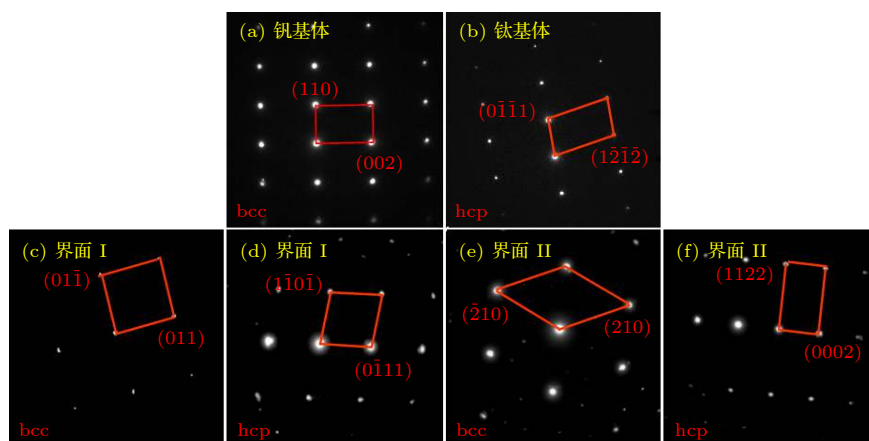 (a) 钒基体
(110)
(002)
bcc
(b) 钛基体
(01̄1̄1)
(12̄1̄2̄)
hcp
(c) 界面 I
(011̄)
(011)
bcc
(d) 界面 I
(11̄01̄)
(01̄11)
hcp
(e) 界面 II
(2̄10)
(210)
bcc
(f) 界面 II
(1122)
(0002)
hcp